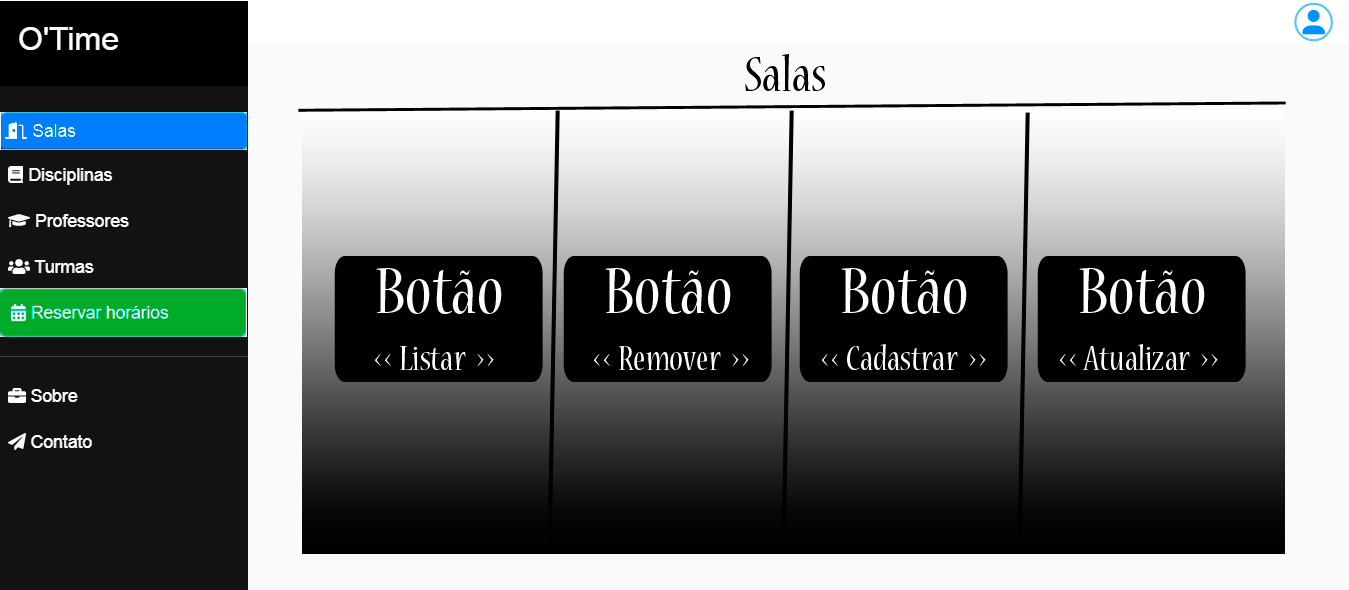 O'Time
Salas
Disciplinas
Professores
Turmas
Reservar horários
Sobre
Contato
Salas
Botão
<< Listar >>
Botão
<< Remover >>
Botão
<< Cadastrar >>
Botão
<< Atualizar >>